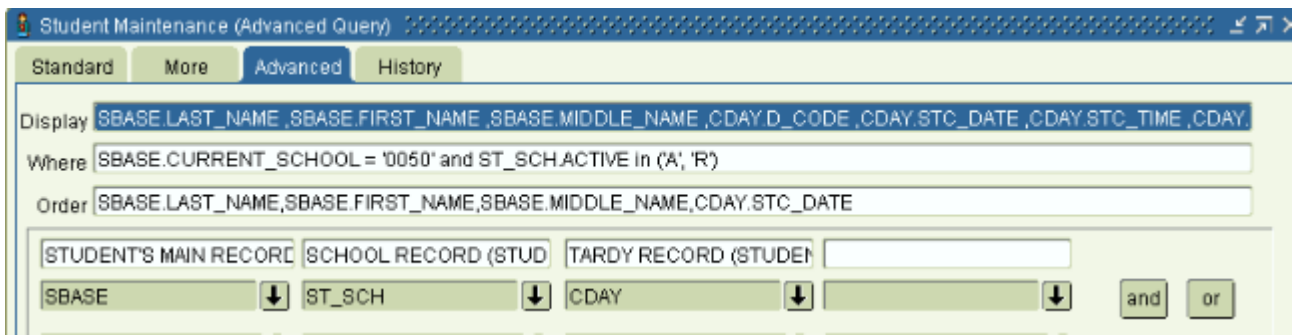 Student Maintenance (Advanced Query)
Standard More Advanced History
Display SBASE.LAST_NAME ,SBASE.FIRST_NAME ,SBASE.MIDDLE_NAME ,CDAY.D_CODE ,CDAY.STC_DATE ,CDAY.STC_TIME ,CDAY.
Where SBASE.CURRENT_SCHOOL = '0050' and ST_SCH.ACTIVE in ('A', 'R')
Order SBASE.LAST_NAME,SBASE.FIRST_NAME,SBASE.MIDDLE_NAME,CDAY.STC_DATE
STUDENT'S MAIN RECORD SCHOOL RECORD (STUD TARDY RECORD (STUDEN
SBASE ST_SCH CDAY and or